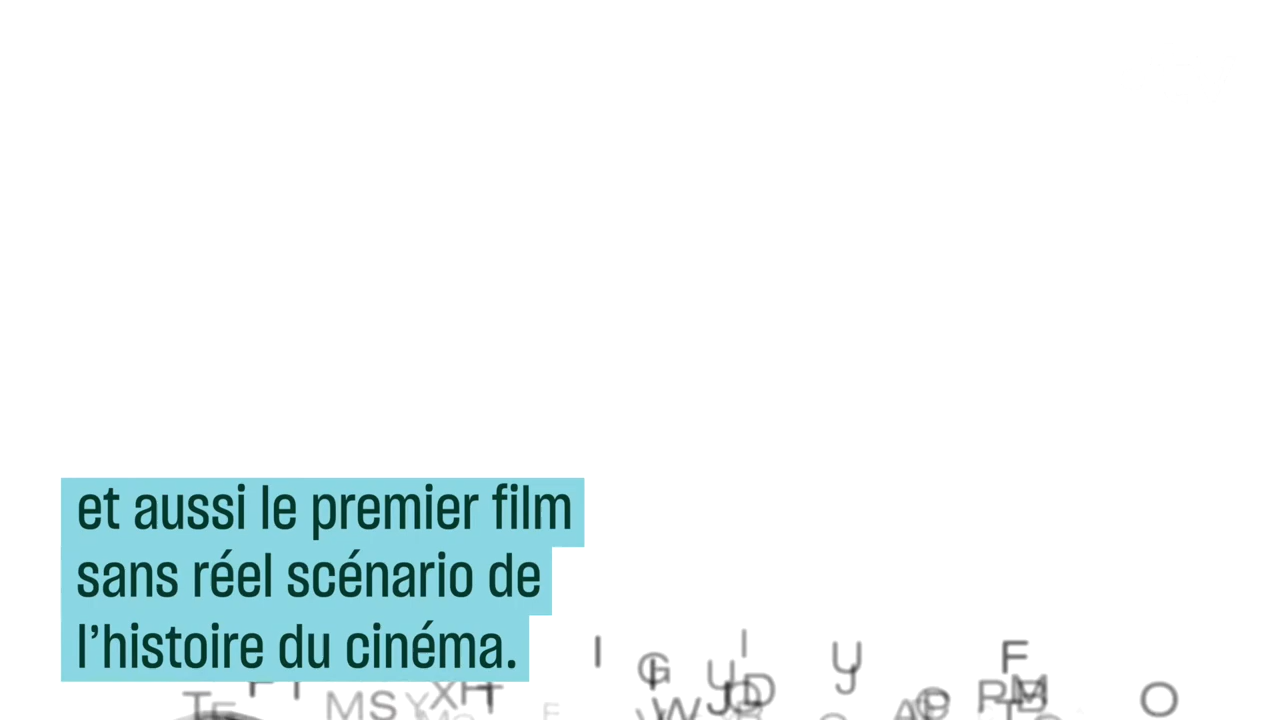 et aussi le premier film
sans réel scénario de
l’histoire du cinéma.